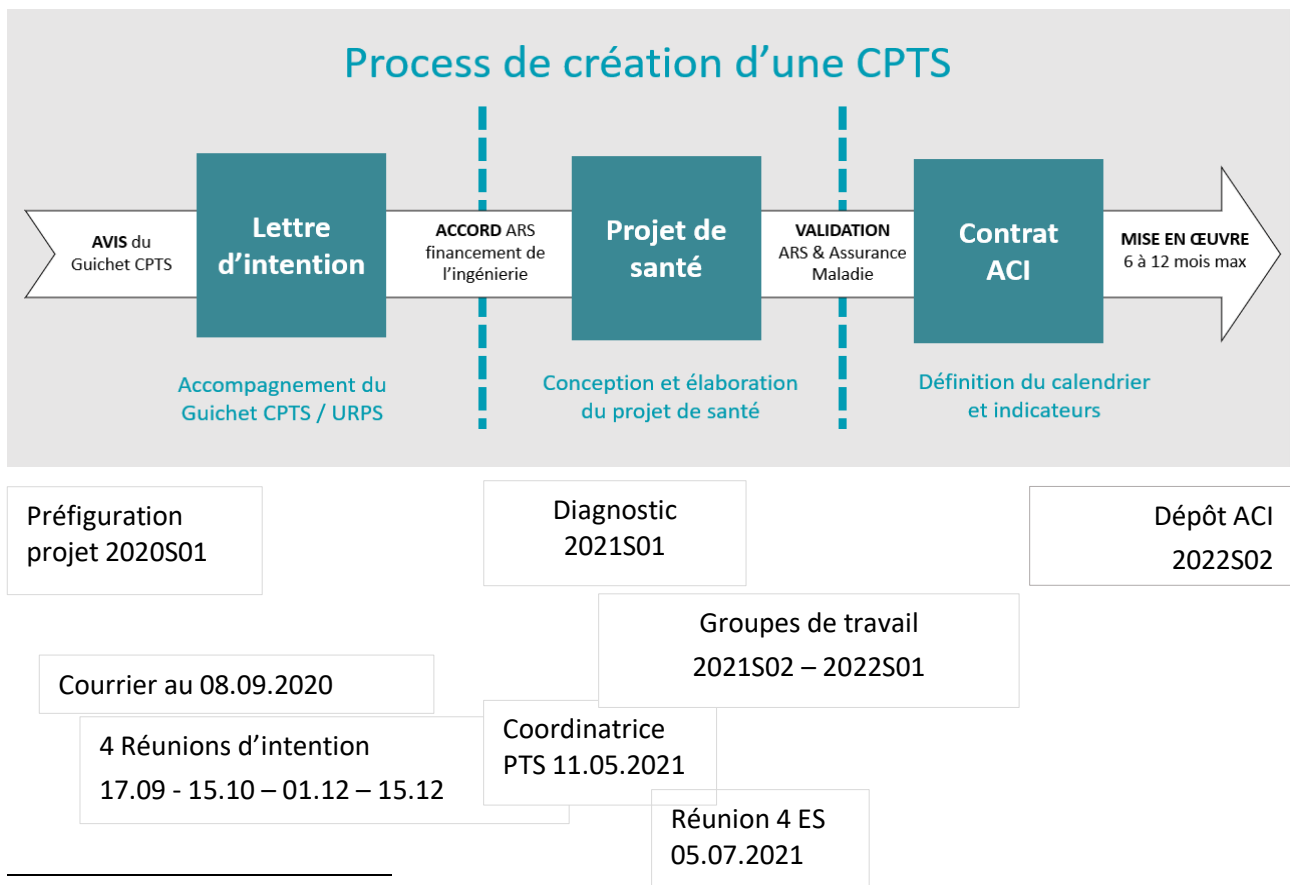 Process de création d'une CPTS
AVIS du
Guichet CPTS
Lettre
d'intention
ACCORD ARS
financement de
l'ingénierie
Projet de
santé
VALIDATION
ARS & Assurance
Maladie
Contrat
ACI
MISE EN ŒUVRE
6 à 12 mois max
Accompagnement du
Guichet CPTS / URPS
Conception et élaboration
du projet de santé
Définition du calendrier
et indicateurs
Préfiguration
projet 2020S01
Diagnostic
2021S01
Dépôt ACI
2022S02
Groupes de travail
2021S02 – 2022S01
Courrier au 08.09.2020
4 Réunions d'intention
17.09 - 15.10 – 01.12 – 15.12
Coordinatrice
PTS 11.05.2021
Réunion 4 ES
05.07.2021